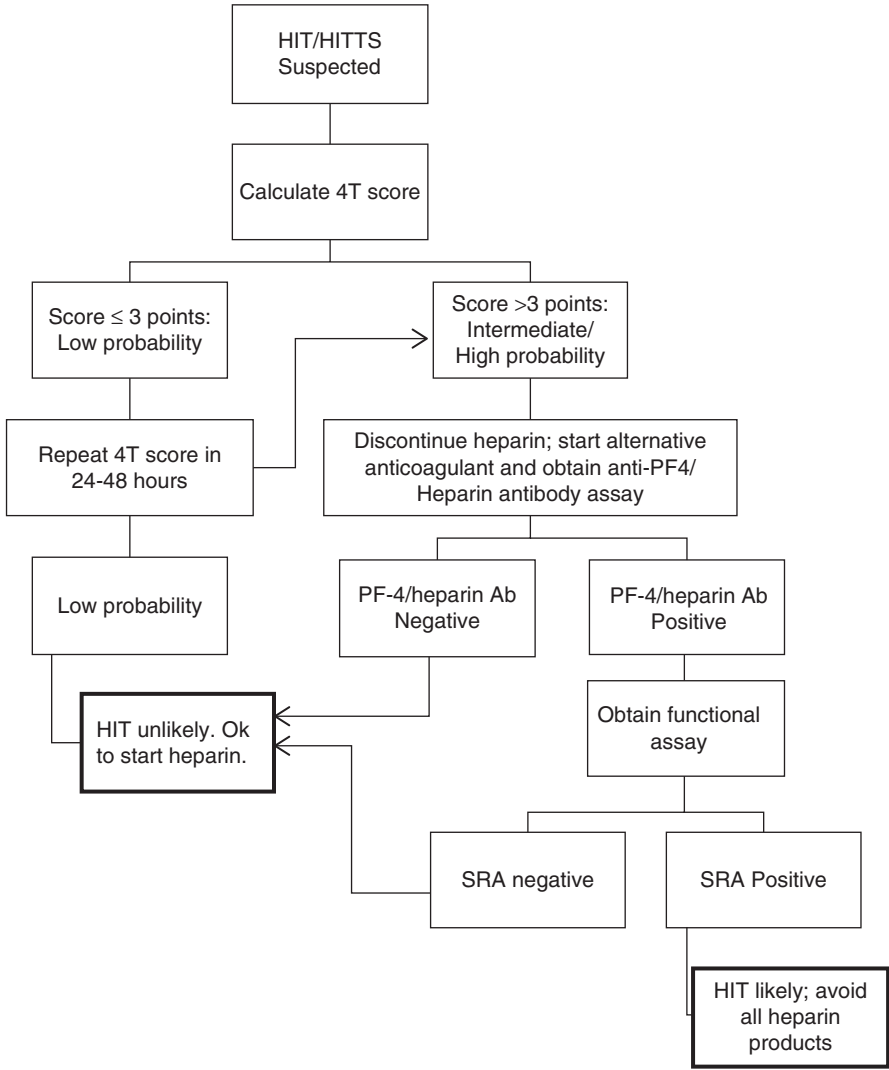 HIT/HITTS
Suspected
Calculate 4T score
Score ≤ 3 points:
Low probability
Score >3 points:
Intermediate/
High probability
Repeat 4T score in
24-48 hours
Discontinue heparin; start alternative
anticoagulant and obtain anti-PF4/
Heparin antibody assay
Low probability
PF-4/heparin Ab
Negative
PF-4/heparin Ab
Positive
HIT unlikely. Ok
to start heparin.
Obtain functional
assay
SRA negative
SRA Positive
HIT likely; avoid
all heparin
products